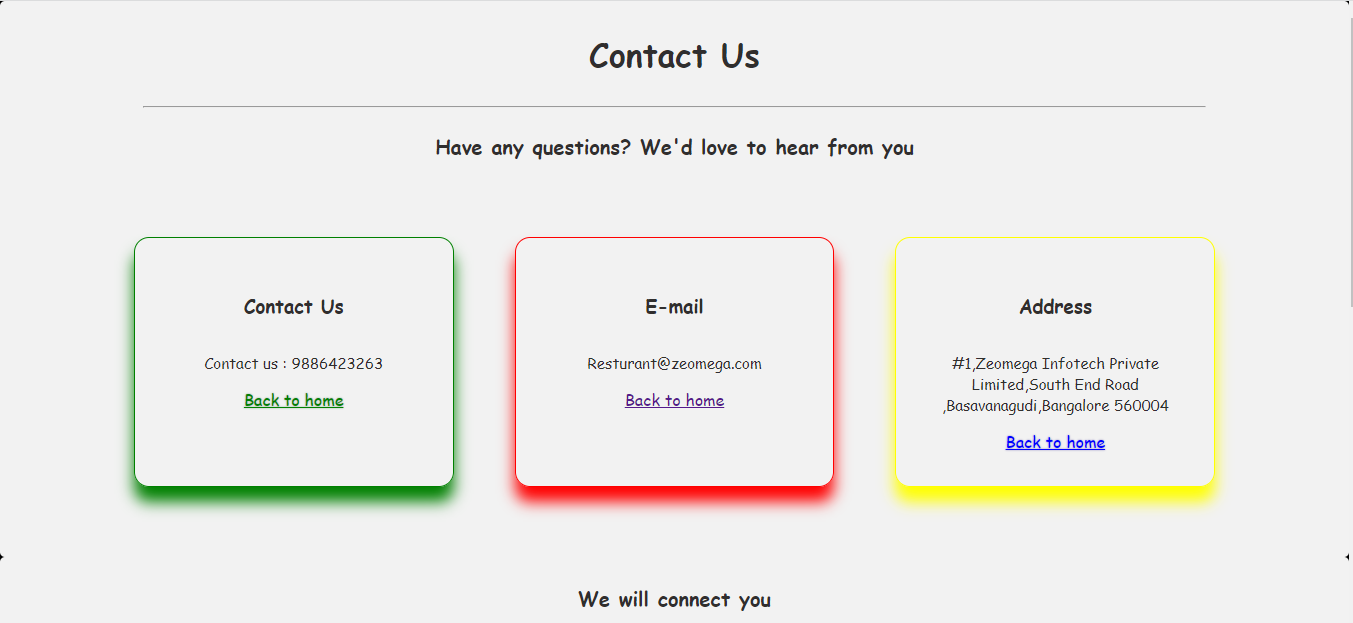 Contact Us
Have any questions? We'd love to hear from you
Contact Us
Contact us : 9886423263
Back to home
E-mail
Resturant@zeomega.com
Back to home
Address
#1,Zeomega Infotech Private
Limited,South End Road
,Basavanagudi,Bangalore 560004
Back to home
We will connect you